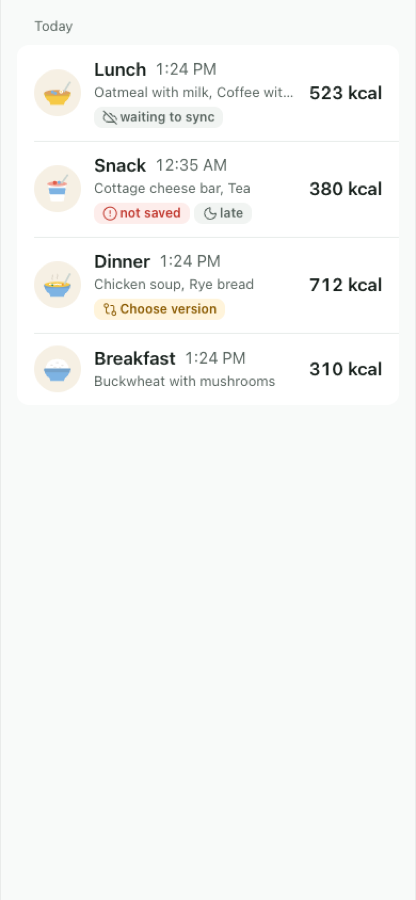 Today
Lunch 1:24 PM
Oatmeal with milk, Coffee wit...
523 kcal
waiting to sync
Snack 12:35 AM
Cottage cheese bar, Tea
380 kcal
not saved
late
Dinner 1:24 PM
Chicken soup, Rye bread
712 kcal
Choose version
Breakfast 1:24 PM
Buckwheat with mushrooms
310 kcal